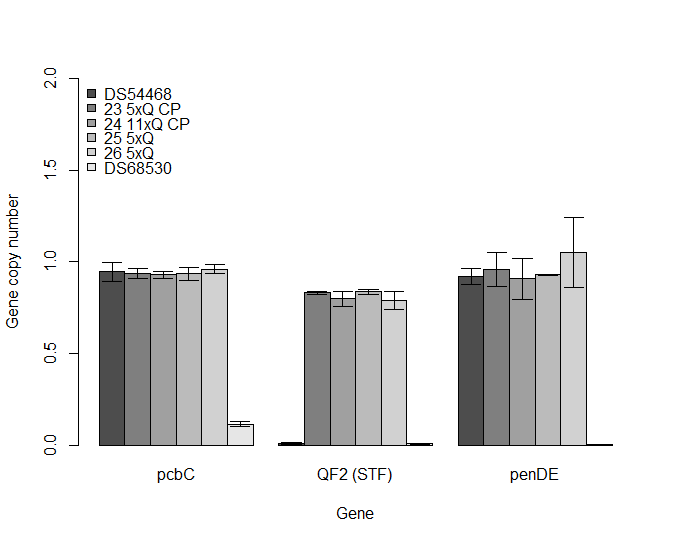 2.0
1.5
1.0
0.5
0.0
Gene copy number
DS54468
23 5xQ CP
24 11xQ CP
25 5xQ
26 5xQ
DS68530
pcbC
QF2 (STF)
penDE
Gene